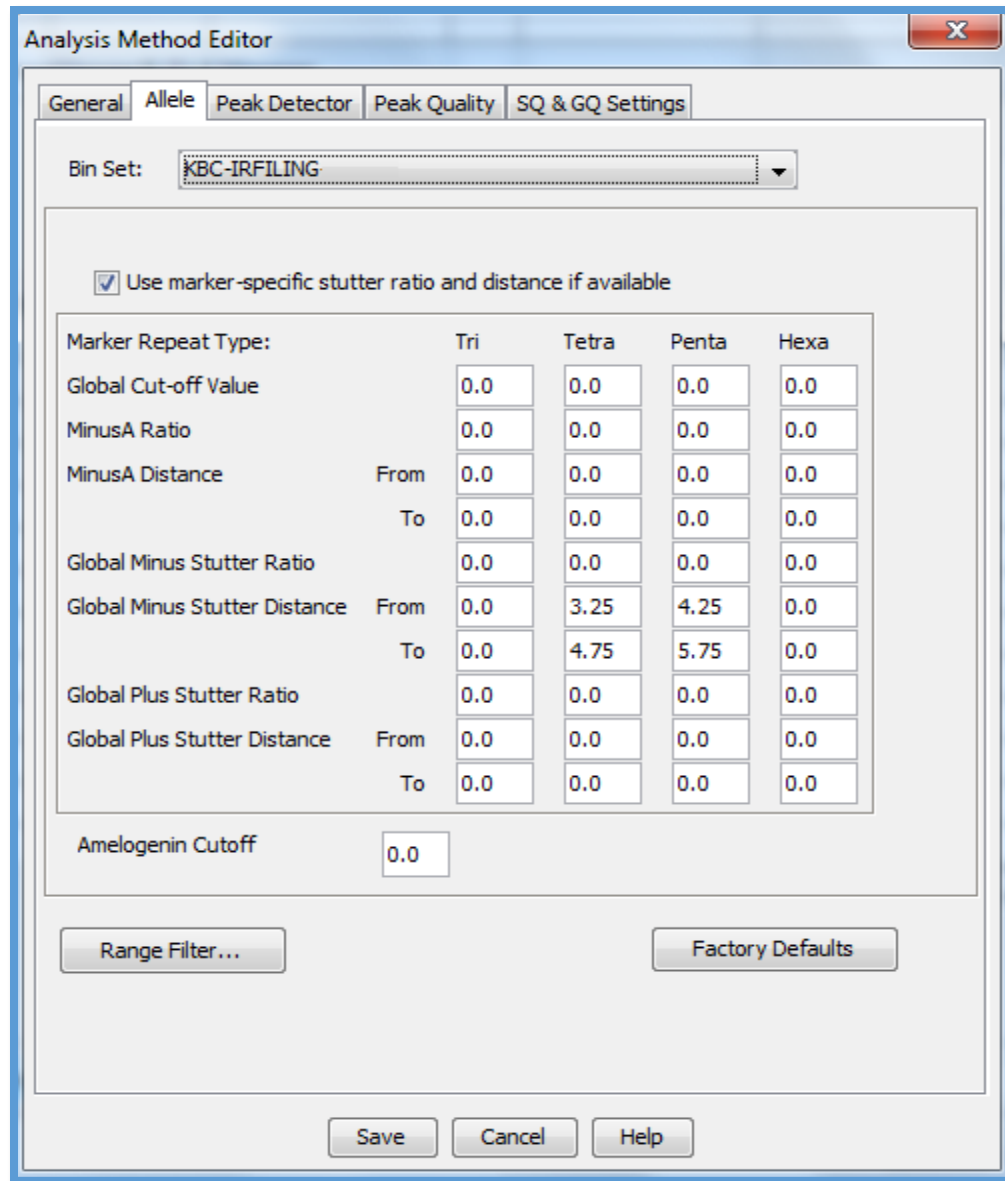 Analysis Method Editor
General Allele Peak Detector Peak Quality SQ & GQ Settings
Bin Set: KBC-IRFILING
Use marker-specific stutter ratio and distance if available
Marker Repeat Type: Tri Tetra Penta Hexa
Global Cut-off Value 0.0 0.0 0.0 0.0
MinusA Ratio 0.0 0.0 0.0 0.0
MinusA Distance From 0.0 0.0 0.0 0.0
To 0.0 0.0 0.0 0.0
Global Minus Stutter Ratio 0.0 0.0 0.0 0.0
Global Minus Stutter Distance From 0.0 3.25 4.25 0.0
To 0.0 4.75 5.75 0.0
Global Plus Stutter Ratio 0.0 0.0 0.0 0.0
Global Plus Stutter Distance From 0.0 0.0 0.0 0.0
To 0.0 0.0 0.0 0.0
Amelogenin Cutoff 0.0
Range Filter... Factory Defaults
Save Cancel Help